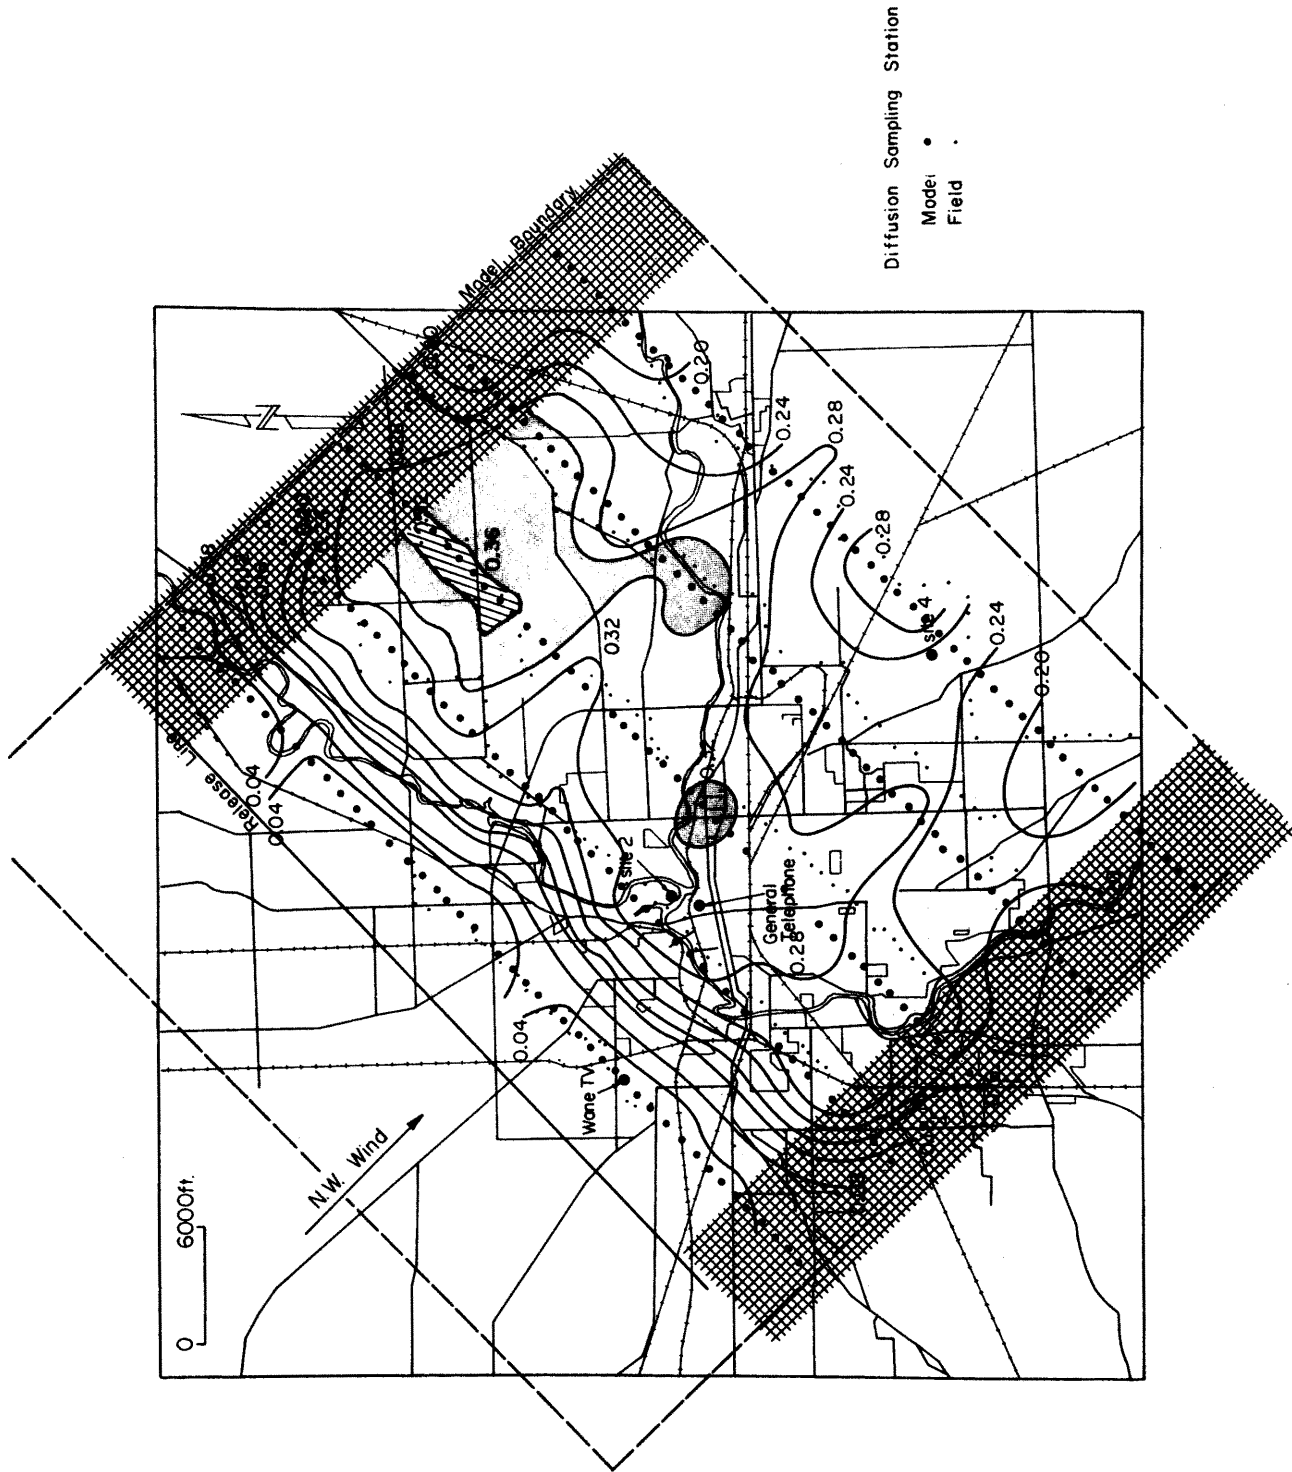 Diffusion Sampling Station
Model
Field
Model Boundary
Release Line
N.W. Wind
0 6000ft.
N
Wane TV
site 2
General
Telephone
site 4
0.04
0.04
0.04
0.36
0.32
0.20
0.24
0.28
0.24
0.28
0.24
0.20
0.28